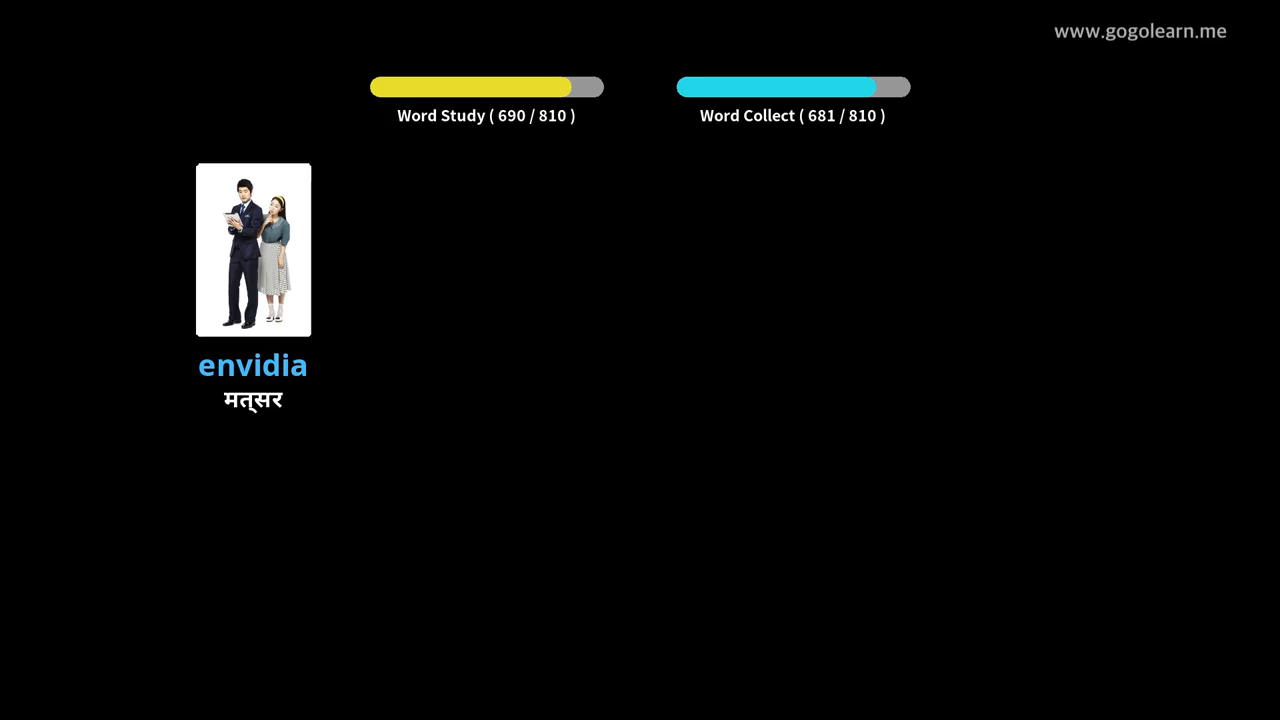 www.gogolearn.me
Word Study ( 690 / 810 )
Word Collect ( 681 / 810 )
envidia
मत्सर